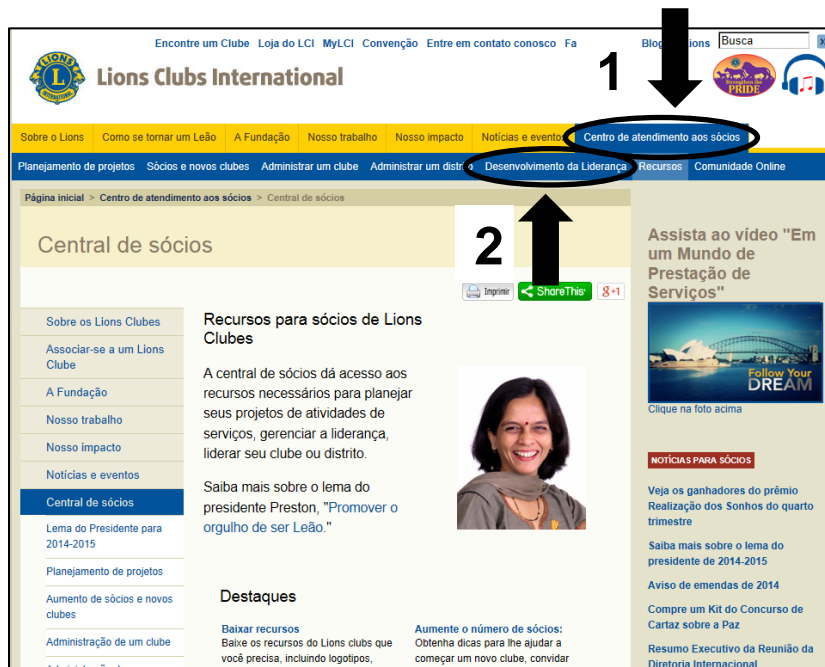 Encontre um Clube Loja do LCI MyLCI Convenção Entre em contato conosco Fa Blog
Busca
Lions Clubs International
LIONS
L
INTERNATIONAL
Strengthen the
PRIDE
1
Sobre o Lions Como se tornar um Leão A Fundação Nosso trabalho Nosso impacto Notícias e eventos Centro de atendimento aos sócios
Planejamento de projetos Sócios e novos clubes Administrar um clube Administrar um distrito Desenvolvimento da Liderança Recursos Comunidade Online
Página inicial > Centro de atendimento aos sócios > Central de sócios
Central de sócios
2
Imprimir ShareThis g+1
Sobre os Lions Clubes
Associar-se a um Lions
Clube
A Fundação
Nosso trabalho
Nosso impacto
Notícias e eventos
Central de sócios
Lema do Presidente para
2014-2015
Planejamento de projetos
Aumento de sócios e novos
clubes
Administração de um clube
Recursos para sócios de Lions
Clubes
A central de sócios dá acesso aos
recursos necessários para planejar
seus projetos de atividades de
serviços, gerenciar a liderança,
liderar seu clube ou distrito.
Saiba mais sobre o lema do
presidente Preston, "Promover o
orgulho de ser Leão."
Destaques
Baixar recursos
Baixe os recursos do Lions clubs que
você precisa, incluindo logotipos,
Aumente o número de sócios:
Obtenha dicas para lhe ajudar a
começar um novo clube, convidar
Assista ao vídeo "Em
um Mundo de
Prestação de
Serviços"
Follow Your
DREAM
Clique na foto acima
NOTÍCIAS PARA SÓCIOS
Veja os ganhadores do prêmio
Realização dos Sonhos do quarto
trimestre
Saiba mais sobre o lema do
presidente de 2014-2015
Aviso de emendas de 2014
Compre um Kit do Concurso de
Cartaz sobre a Paz
Resumo Executivo da Reunião da
Diretoria Internacional